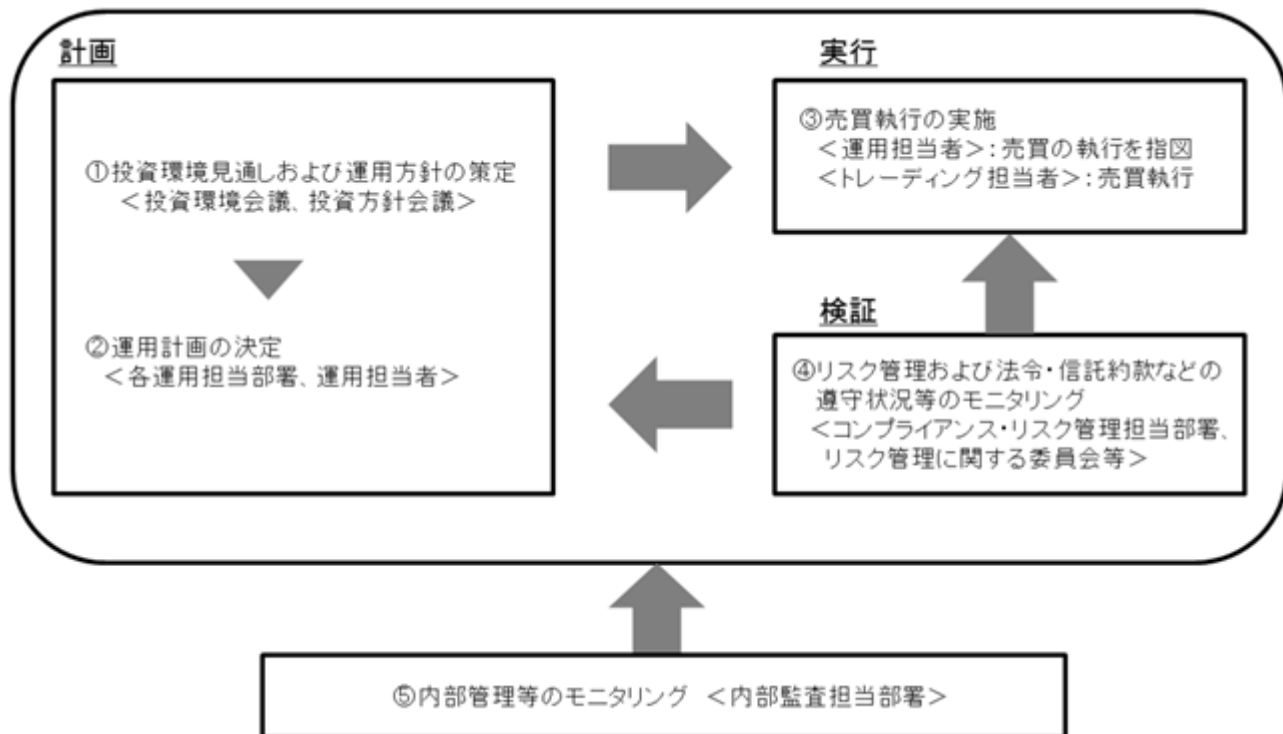 計画
①投資環境見通しおよび運用方針の策定
＜投資環境会議、投資方針会議＞
②運用計画の決定
＜各運用担当部署、運用担当者＞
実行
③売買執行の実施
＜運用担当者＞：売買の執行を指図
＜トレーディング担当者＞：売買執行
検証
④リスク管理および法令・信託約款などの
遵守状況等のモニタリング
＜コンプライアンス・リスク管理担当部署、
リスク管理に関する委員会等＞
⑤内部管理等のモニタリング ＜内部監査担当部署＞